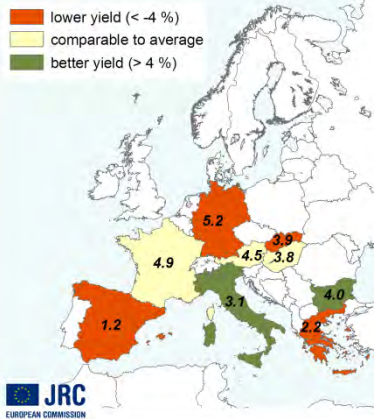 lower yield (< -4 %)
comparable to average
better yield (> 4 %)
5.2
3.9
4.5
3.8
4.9
4.0
3.1
2.2
1.2
JRC
EUROPEAN COMMISSION